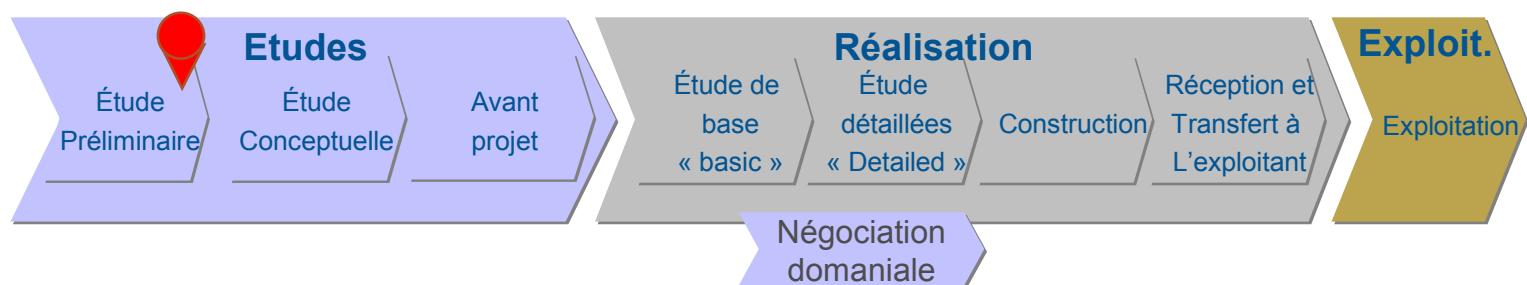 Etudes
Étude
Préliminaire
Étude
Conceptuelle
Avant
projet
Réalisation
Étude de
base
« basic »
Étude
détaillées
« Detailed »
Construction
Réception et
Transfert à
L'exploitant
Négociation
domaniale
Exploit.
Exploitation